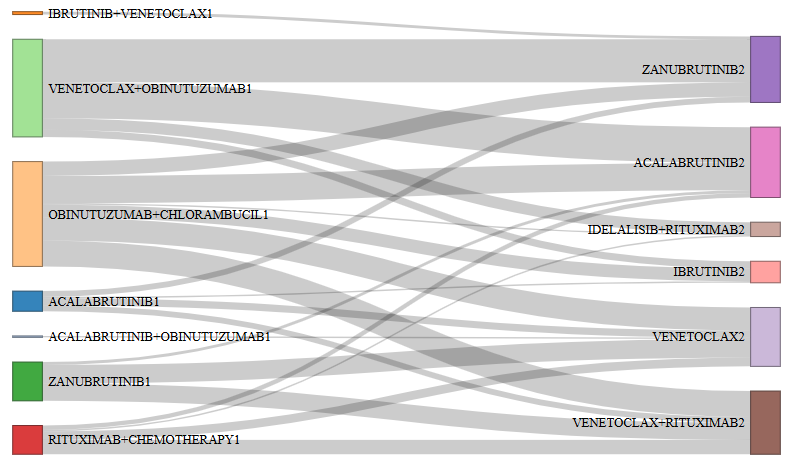 IBRUTINIB+VENETOCLAX1
VENETOCLAX+OBINUTUZUMAB1
OBINUTUZUMAB+CHLORAMBUCIL1
ACALABRUTINIB1
ACALABRUTINIB+OBINUTUZUMAB1
ZANUBRUTINIB1
RITUXIMAB+CHEMOTHERAPY1
ZANUBRUTINIB2
ACALABRUTINIB2
IDELALISIB+RITUXIMAB2
IBRUTINIB2
VENETOCLAX2
VENETOCLAX+RITUXIMAB2